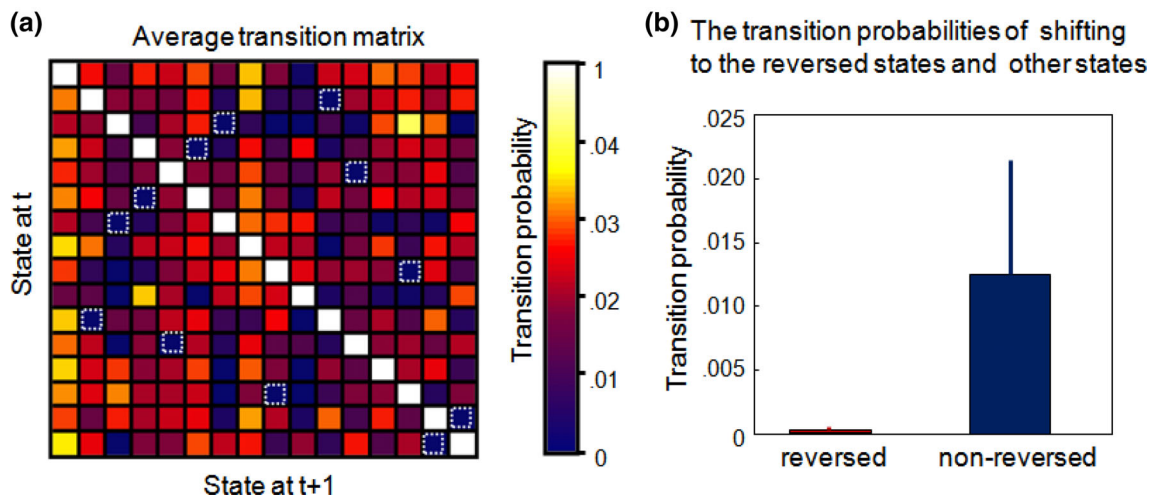 (a)
Average transition matrix
State at t
State at t+1
Transition probability
1
.04
.03
.02
.01
0
(b) The transition probabilities of shifting
to the reversed states and other states
Transition probability
.025
.020
.015
.010
.005
0
reversed
non-reversed